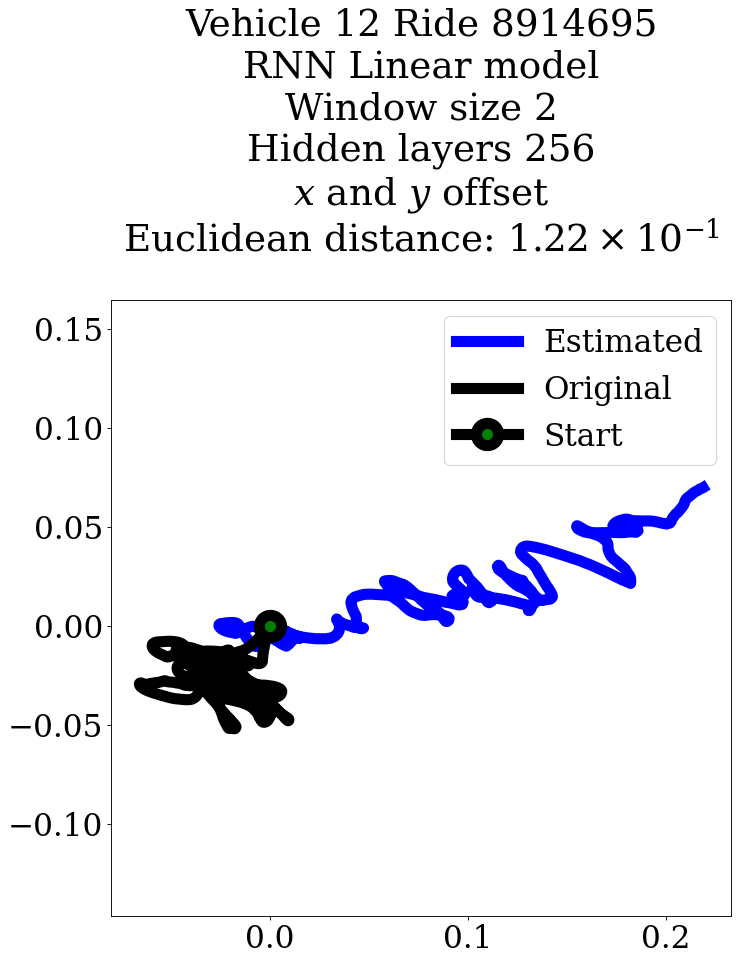 Vehicle 12 Ride 8914695
RNN Linear model
Window size 2
Hidden layers 256
x and y offset
Euclidean distance: 1.22 × 10⁻¹
Estimated
Original
Start
0.15
0.10
0.05
0.00
−0.05
−0.10
0.0 0.1 0.2